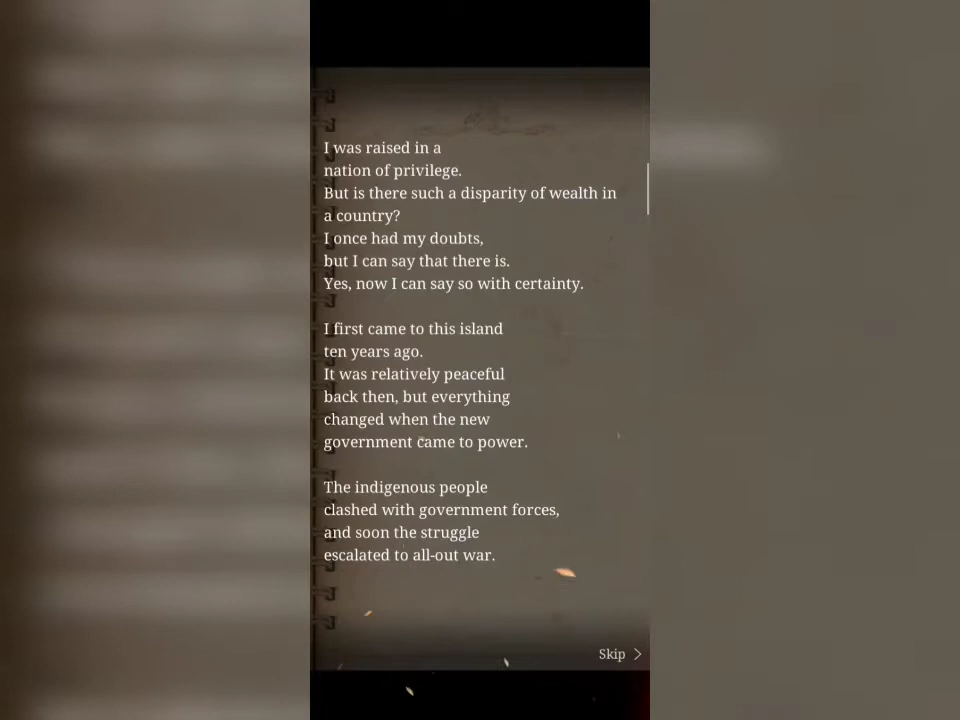 I was raised in a
nation of privilege.
But is there such a disparity of wealth in
a country?
I once had my doubts,
but I can say that there is.
Yes, now I can say so with certainty.
I first came to this island
ten years ago.
It was relatively peaceful
back then, but everything
changed when the new
government came to power.
The indigenous people
clashed with government forces,
and soon the struggle
escalated to all-out war.
Skip